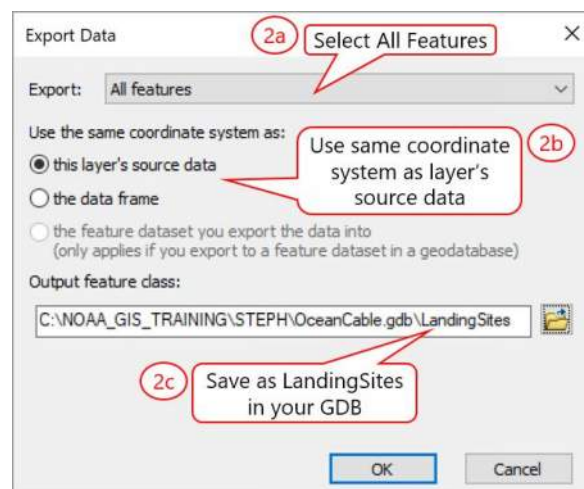 Export Data
2a
Select All Features
Export:
All features
Use the same coordinate system as:
this layer's source data
the data frame
the feature dataset you export the data into
(only applies if you export to a feature dataset in a geodatabase)
Use same coordinate
system as layer's
source data
2b
Output feature class:
C:\NOAA_GIS_TRAINING\STEPH\OceanCable.gdb\LandingSites
2c
Save as LandingSites
in your GDB
OK
Cancel